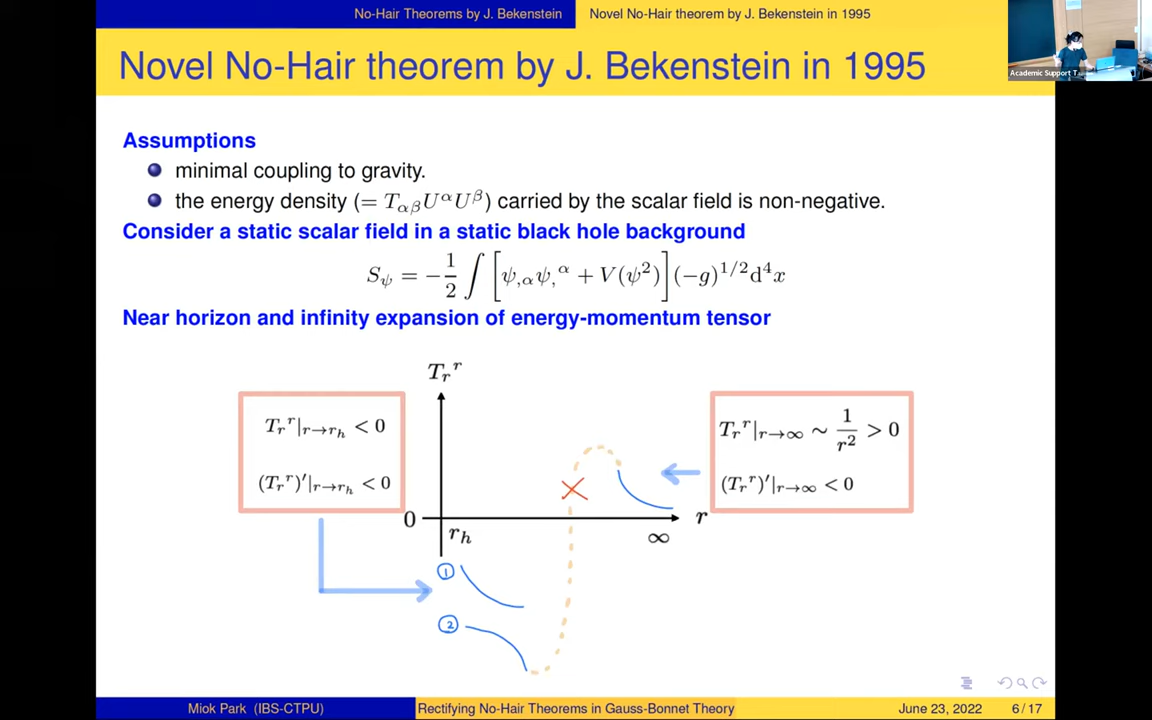 No-Hair Theorems by J. Bekenstein Novel No-Hair theorem by J. Bekenstein in 1995
Novel No-Hair theorem by J. Bekenstein in 1995
Academic Support T
Assumptions
minimal coupling to gravity.
the energy density (= T_{αβ}U^αU^β) carried by the scalar field is non-negative.
Consider a static scalar field in a static black hole background
S_ψ = −\frac{1}{2} ∫ [ψ_{,α}ψ_,^α + V(ψ^2)] (−g)^{1/2}d^4x
Near horizon and infinity expansion of energy-momentum tensor
T_r^r
T_r^r|_{r→r_h} < 0
(T_r^r)′|_{r→r_h} < 0
T_r^r|_{r→∞} ∼ \frac{1}{r^2} > 0
(T_r^r)′|_{r→∞} < 0
0
r_h
∞
r
①
②
Miok Park (IBS-CTPU) Rectifying No-Hair Theorems in Gauss-Bonnet Theory June 23, 2022 6 / 17